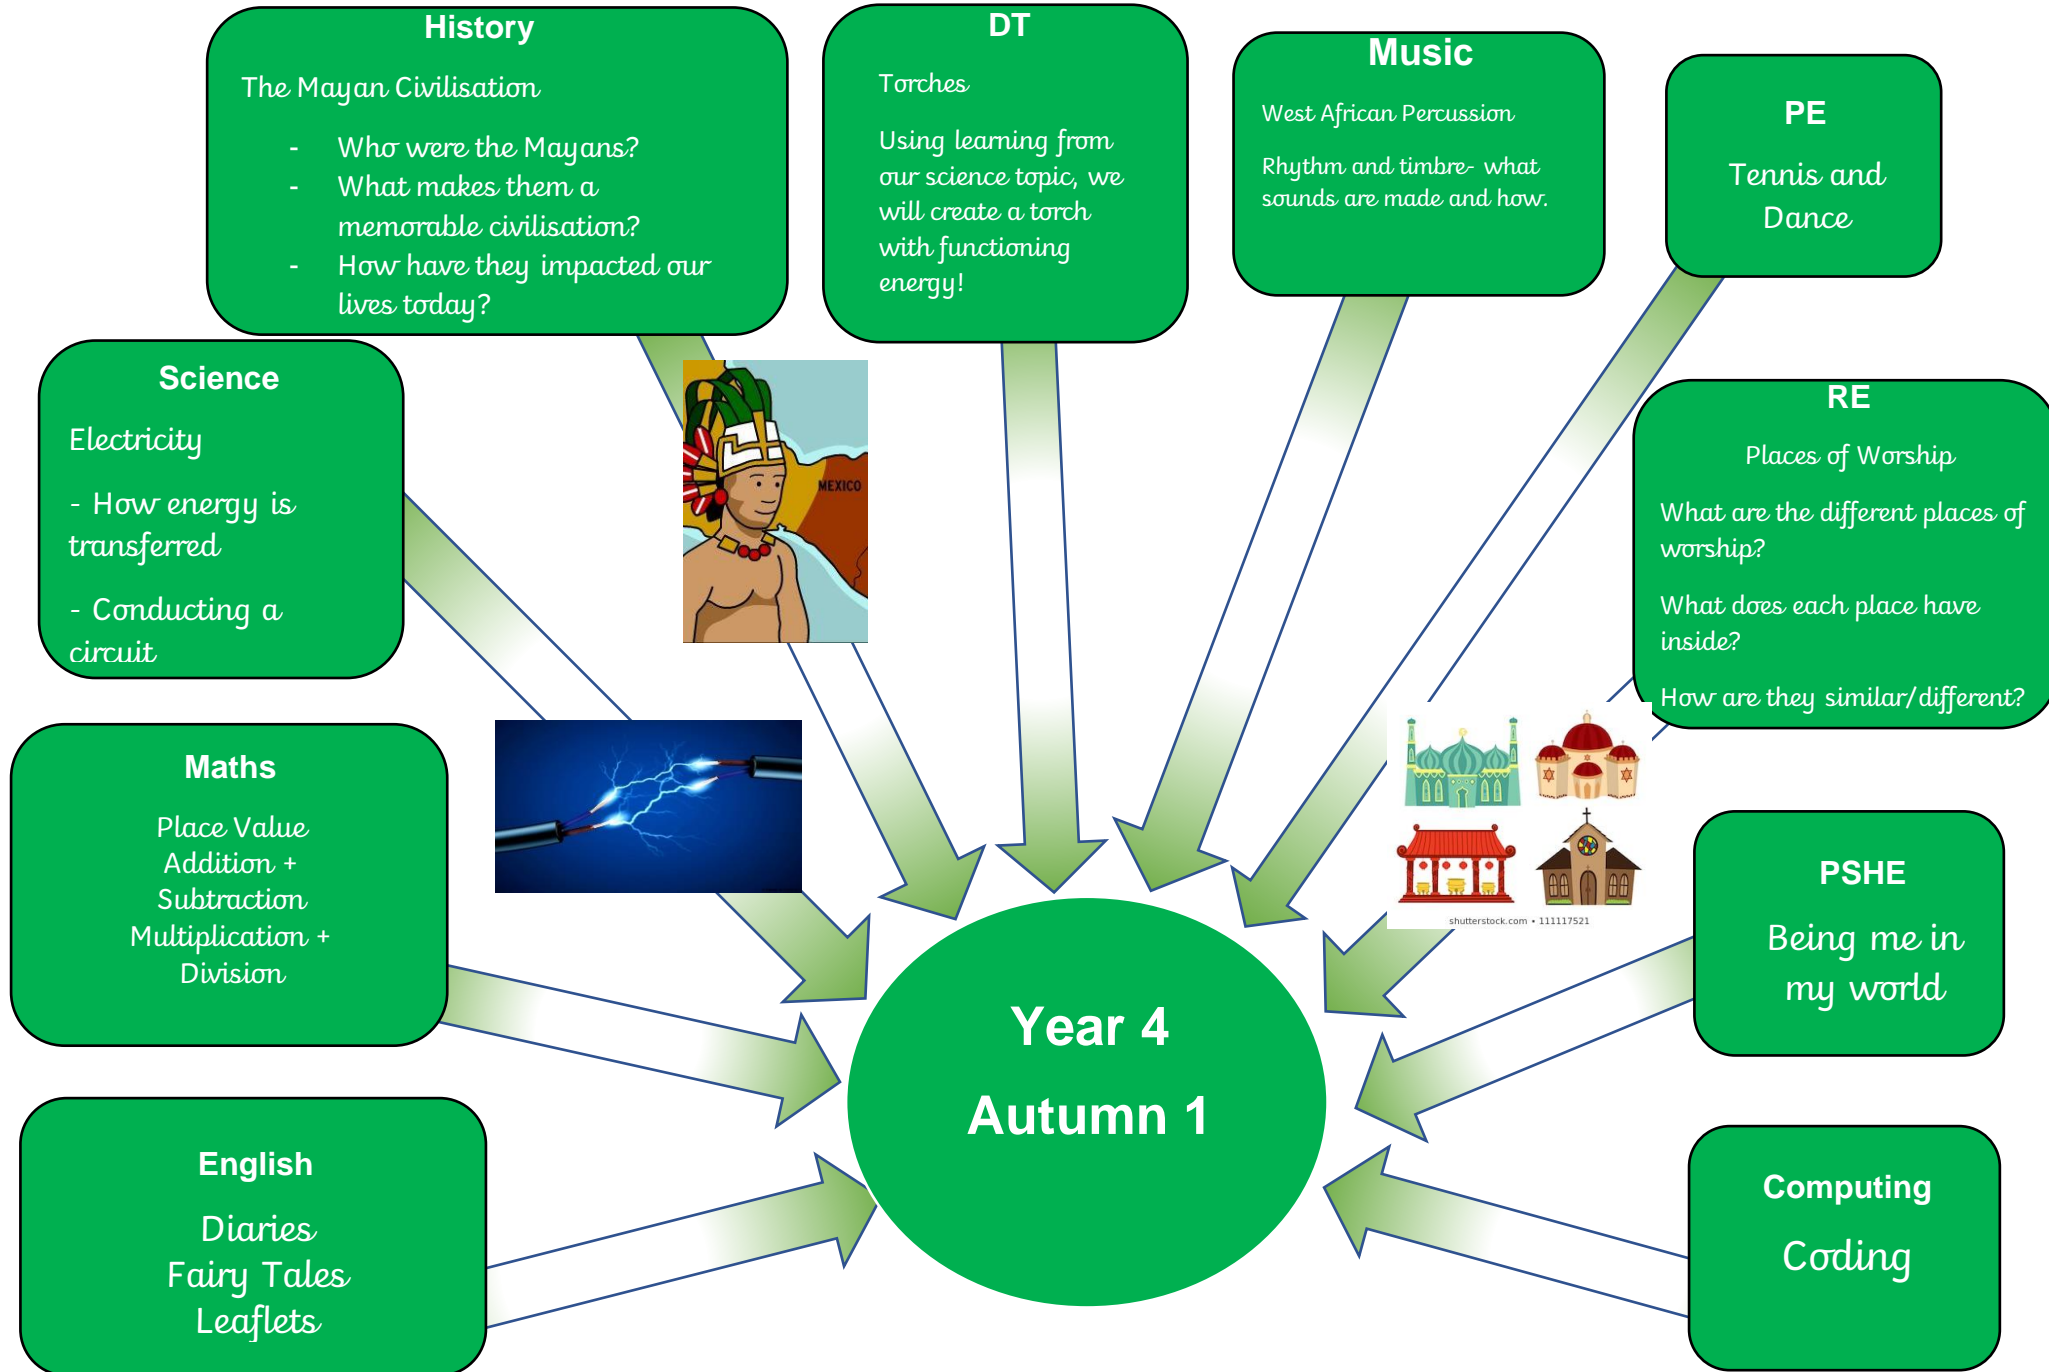 History
The Mayan Civilisation
- Who were the Mayans?
- What makes them a
memorable civilisation?
- How have they impacted our
lives today?
DT
Torches
Using learning from
our science topic, we
will create a torch
with functioning
energy!
Music
West African Percussion
Rhythm and timbre- what
sounds are made and how.
PE
Tennis and
Dance
Science
Electricity
- How energy is
transferred
- Conducting a
circuit
MEXICO
RE
Places of Worship
What are the different places of
worship?
What does each place have
inside?
How are they similar/different?
shutterstock.com • 111117521
Maths
Place Value
Addition +
Subtraction
Multiplication +
Division
PSHE
Being me in
my world
Year 4
Autumn 1
English
Diaries
Fairy Tales
Leaflets
Computing
Coding